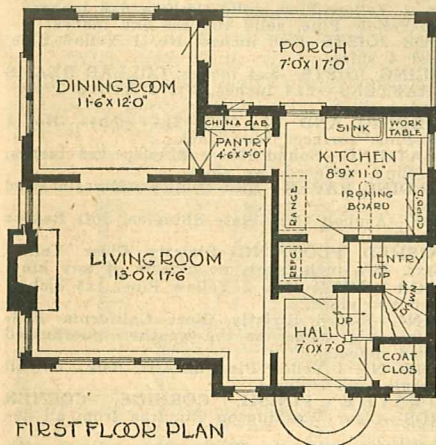 PORCH
7'-0"X17'-0"
DINING ROOM
11'-6"X12'-0"
CHINA CAB.
PANTRY
4'-6"X5'-0"
SINK
WORK
TABLE
KITCHEN
8'-9"X11'-0"
IRONING
BOARD
RANGE
CUP'D
LIVING ROOM
13'-0"X17'-6"
REFG.
ENTRY
UP
DOWN
UP
HALL
7'-0"X7'-0"
COAT
CLOS.
FIRST FLOOR PLAN